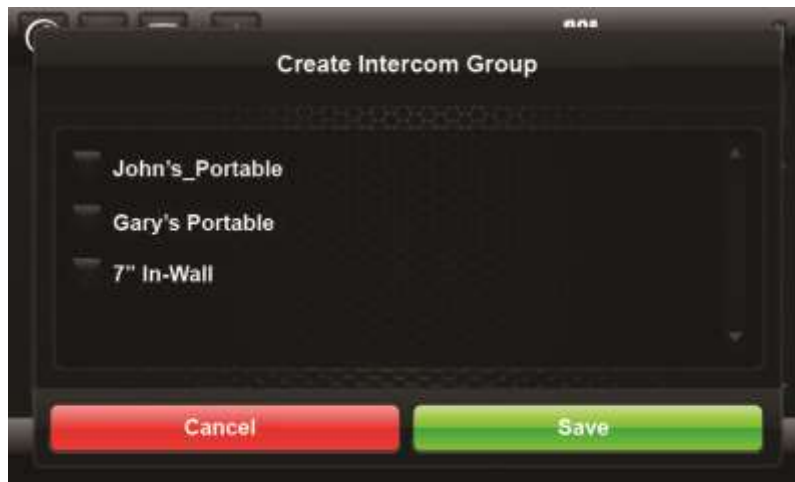 Create Intercom Group
John's_Portable
Gary's Portable
7" In-Wall
Cancel
Save